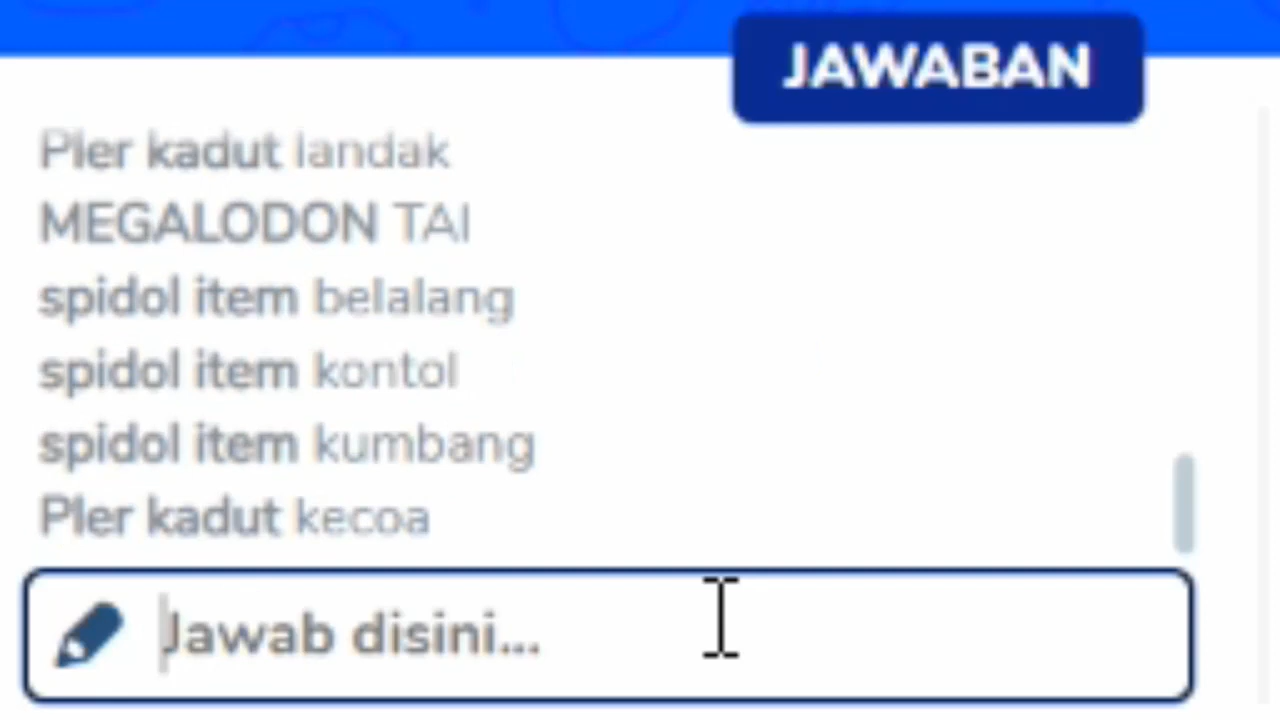 JAWABAN
Pler kadut landak
MEGALODON TAI
spidol item belalang
spidol item kontol
spidol item kumbang
Pler kadut kecoa
Jawab disini...